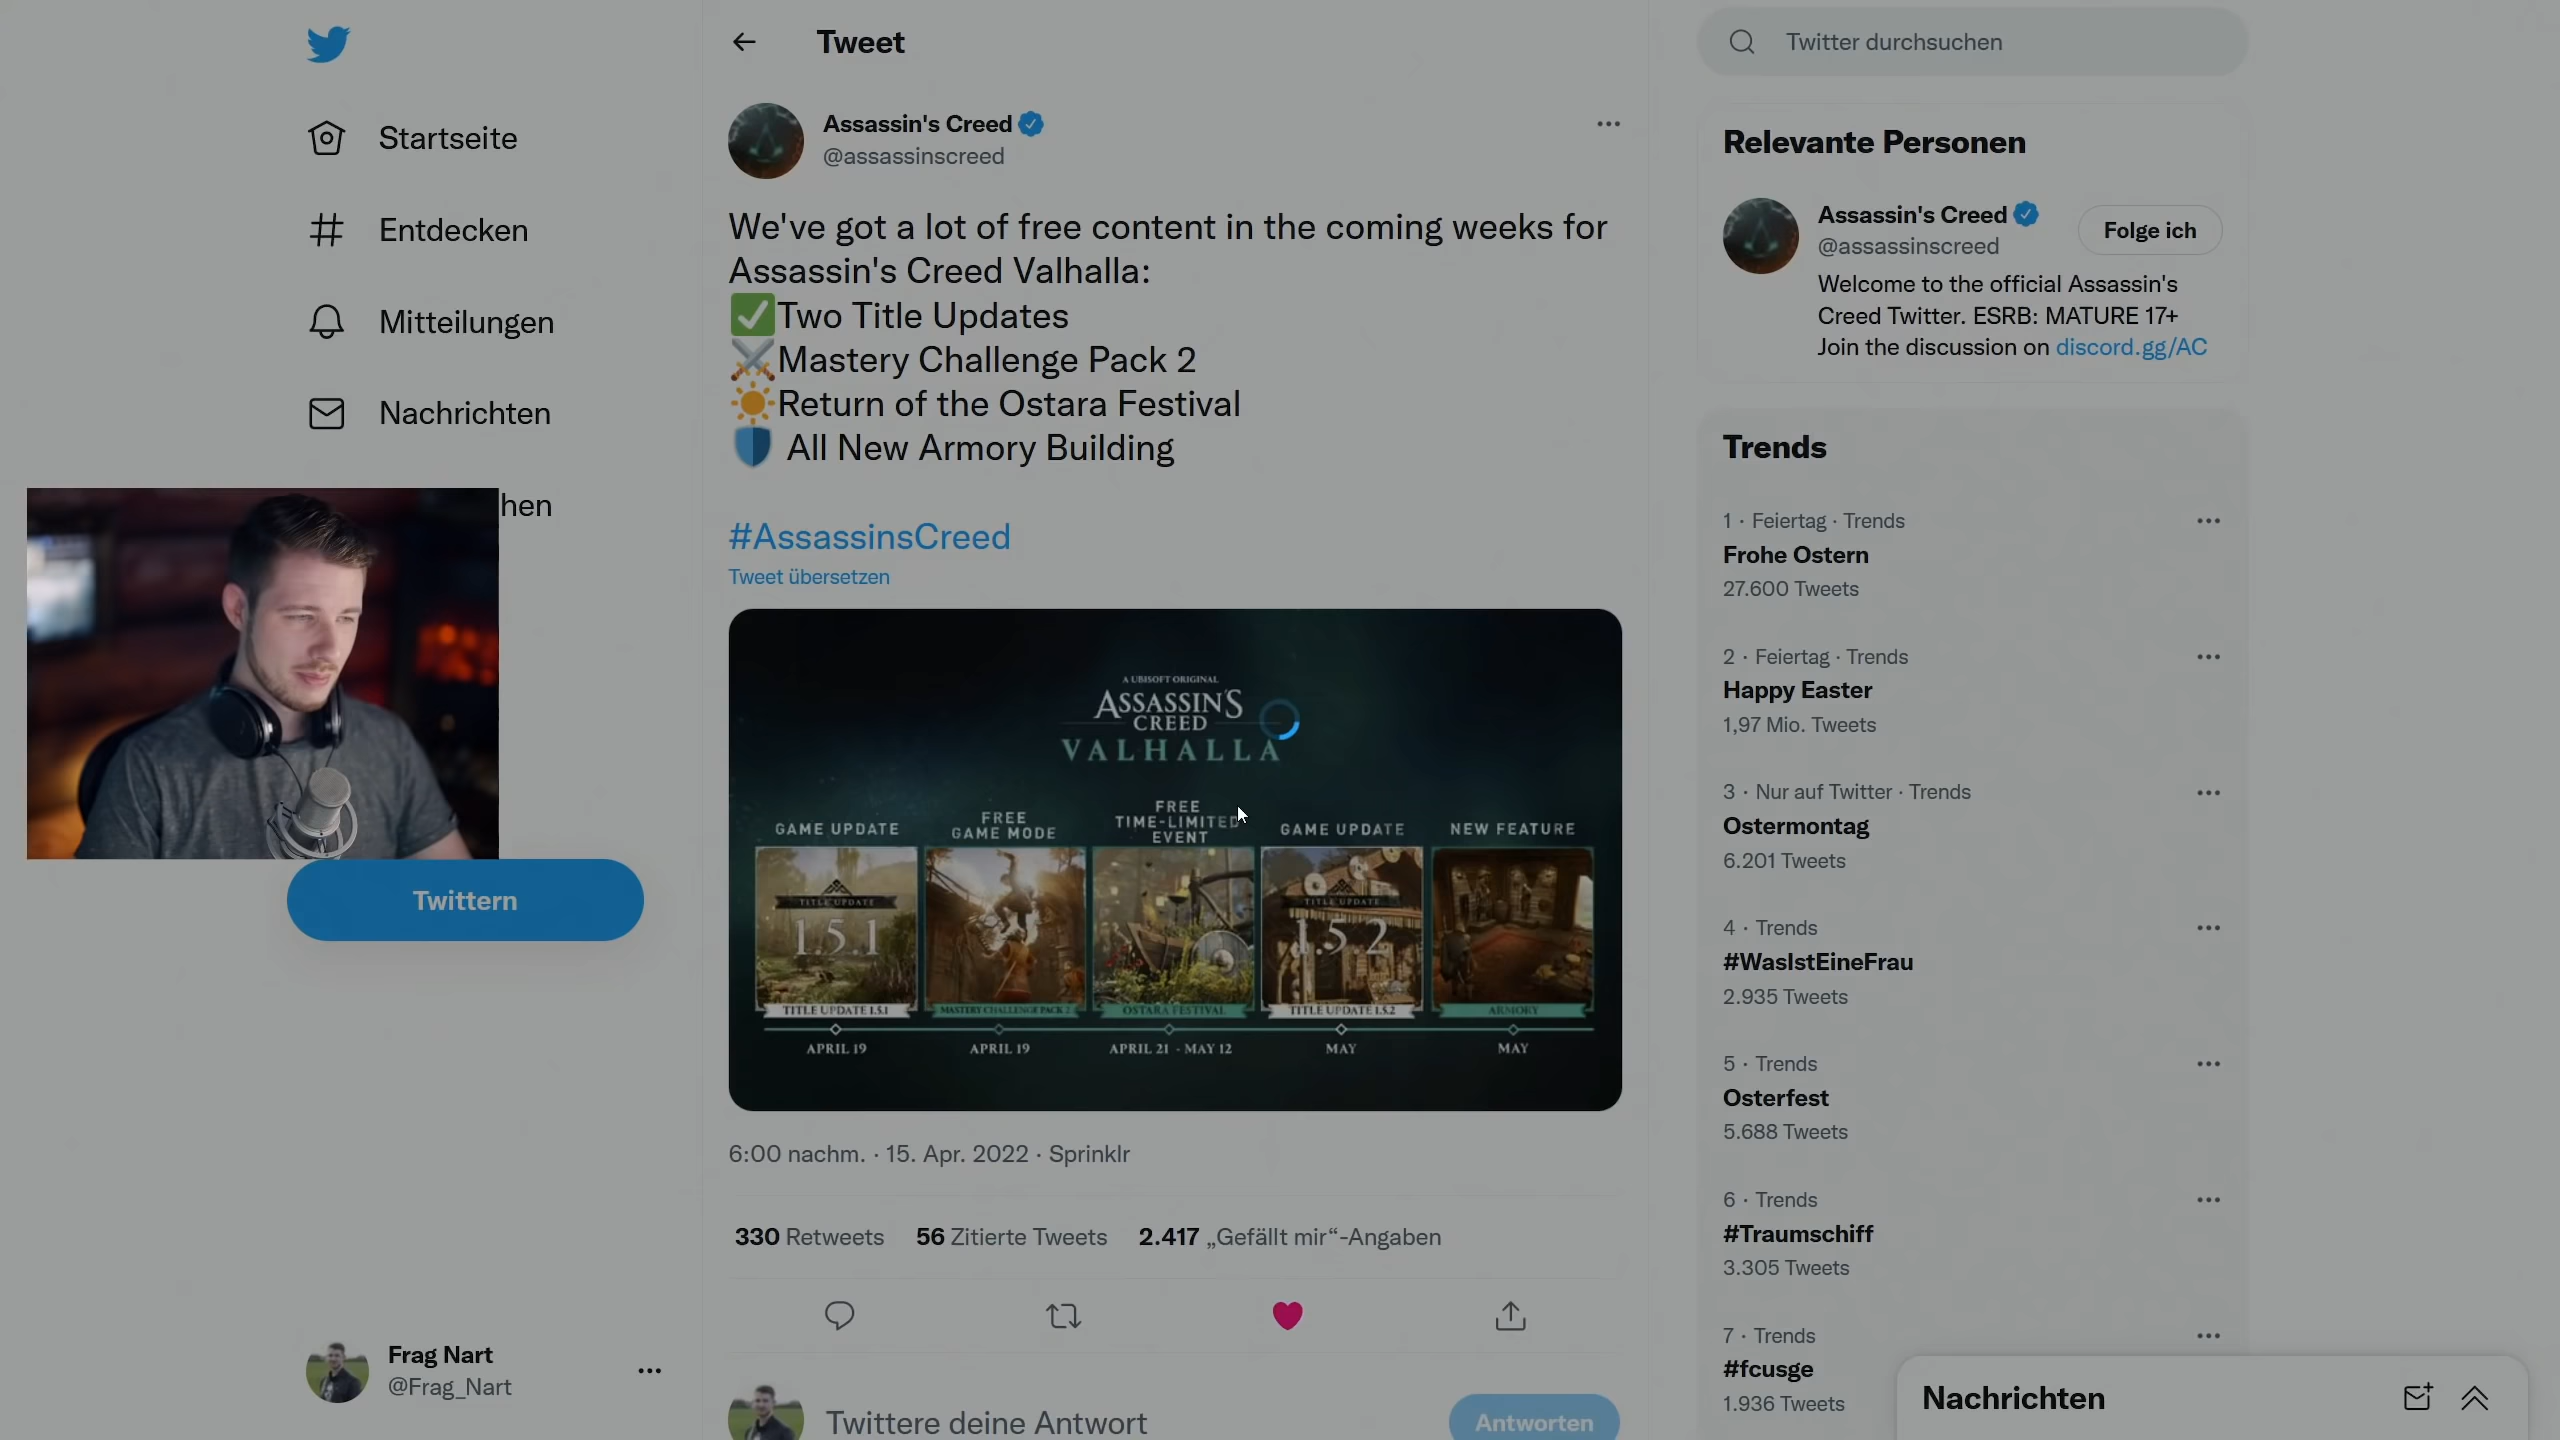 Startseite
Entdecken
Mitteilungen
Nachrichten
hen
Twittern
Frag Nart
@Frag_Nart
Tweet
Assassin's Creed
@assassinscreed
We've got a lot of free content in the coming weeks for
Assassin's Creed Valhalla:
✅Two Title Updates
⚔️Mastery Challenge Pack 2
☀️Return of the Ostara Festival
🛡️ All New Armory Building
#AssassinsCreed
Tweet übersetzen
A UBISOFT ORIGINAL
ASSASSIN'S
CREED
VALHALLA
GAME UPDATE
TITLE UPDATE
1.5.1
TITLE UPDATE 1.5.1
APRIL 19
FREE
GAME MODE
MASTERY CHALLENGE PACK 2
APRIL 19
FREE
TIME-LIMITED
EVENT
OSTARA FESTIVAL
APRIL 21 - MAY 12
GAME UPDATE
TITLE UPDATE
1.5.2
TITLE UPDATE 1.5.2
MAY
NEW FEATURE
ARMORY
MAY
6:00 nachm. · 15. Apr. 2022 · Sprinklr
330 Retweets 56 Zitierte Tweets 2.417 „Gefällt mir“-Angaben
Twittere deine Antwort
Antworten
Twitter durchsuchen
Relevante Personen
Assassin's Creed
@assassinscreed
Folge ich
Welcome to the official Assassin's
Creed Twitter. ESRB: MATURE 17+
Join the discussion on discord.gg/AC
Trends
1 · Feiertag · Trends
Frohe Ostern
27.600 Tweets
2 · Feiertag · Trends
Happy Easter
1,97 Mio. Tweets
3 · Nur auf Twitter · Trends
Ostermontag
6.201 Tweets
4 · Trends
#WasIstEineFrau
2.935 Tweets
5 · Trends
Osterfest
5.688 Tweets
6 · Trends
#Traumschiff
3.305 Tweets
7 · Trends
#fcusge
1.936 Tweets
Nachrichten